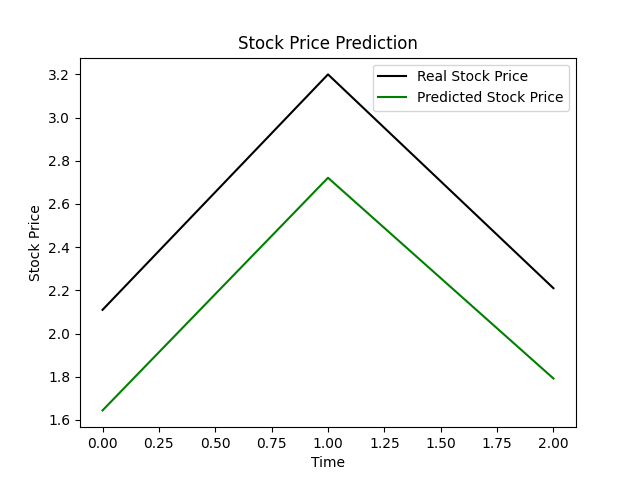 Stock Price Prediction
Real Stock Price
Predicted Stock Price
Stock Price
3.2
3.0
2.8
2.6
2.4
2.2
2.0
1.8
1.6
0.00 0.25 0.50 0.75 1.00 1.25 1.50 1.75 2.00
Time